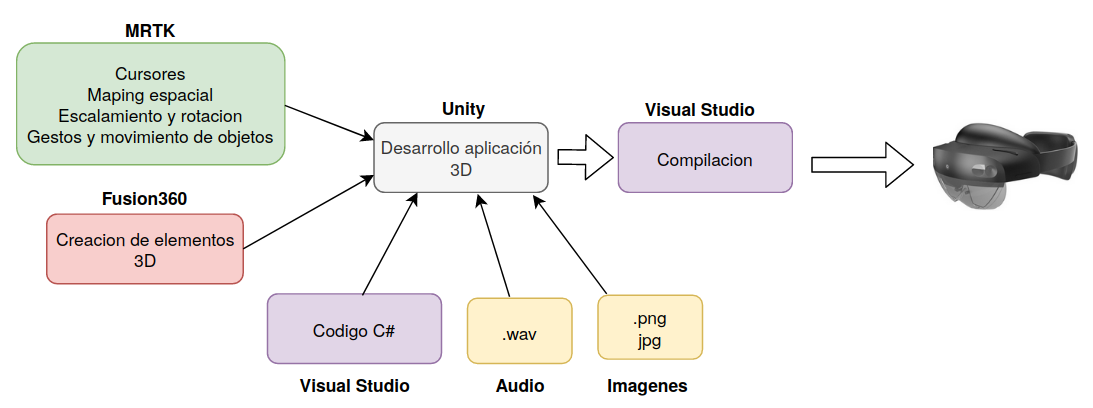 MRTK
Cursores
Maping espacial
Escalamiento y rotacion
Gestos y movimiento de objetos
Fusion360
Creacion de elementos
3D
Unity
Desarrollo aplicación
3D
Visual Studio
Compilacion
Codigo C#
Visual Studio
.wav
Audio
.png
jpg
Imagenes